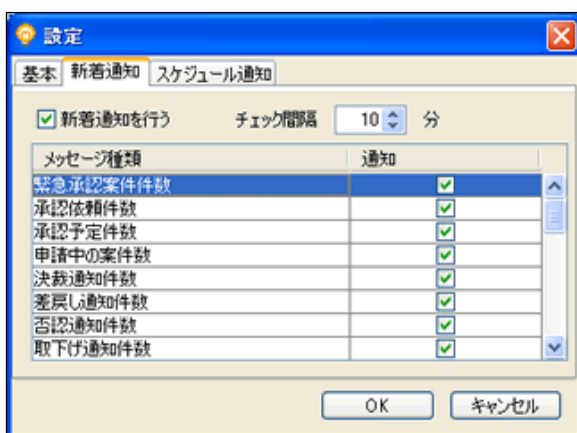 設定
基本 新着通知 スケジュール通知
新着通知を行う チェック間隔 10 分
メッセージ種類 通知
緊急承認案件件数
承認依頼件数
承認予定件数
申請中の案件数
決裁通知件数
差戻し通知件数
否認通知件数
取下げ通知件数
OK キャンセル